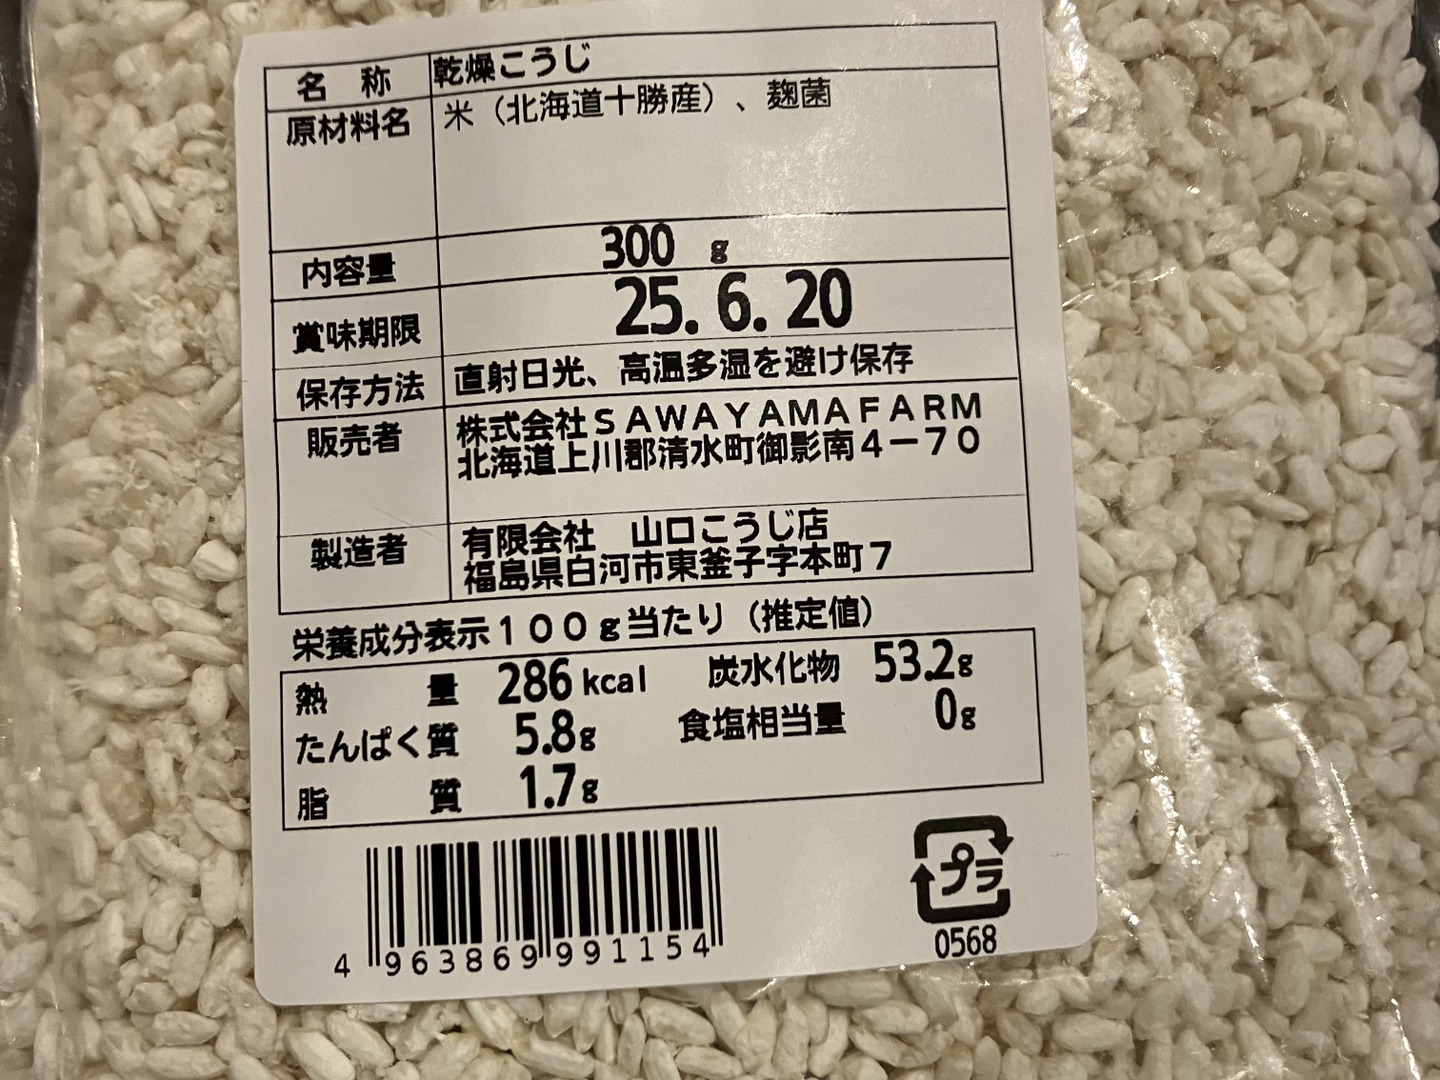 名称 乾燥こうじ
原材料名 米（北海道十勝産）、麹菌
内容量 300 g
賞味期限 25. 6. 20
保存方法 直射日光、高温多湿を避け保存
販売者 株式会社ＳＡＷＡＹＡＭＡＦＡＲＭ
北海道上川郡清水町御影南４－７０
製造者 有限会社　山口こうじ店
福島県白河市東釜子字本町７
栄養成分表示１００ｇ当たり（推定値）
熱量 286 kcal 炭水化物 53.2g
たんぱく質 5.8g 食塩相当量 0g
脂質 1.7g
プラ
4 963869 991154
0568